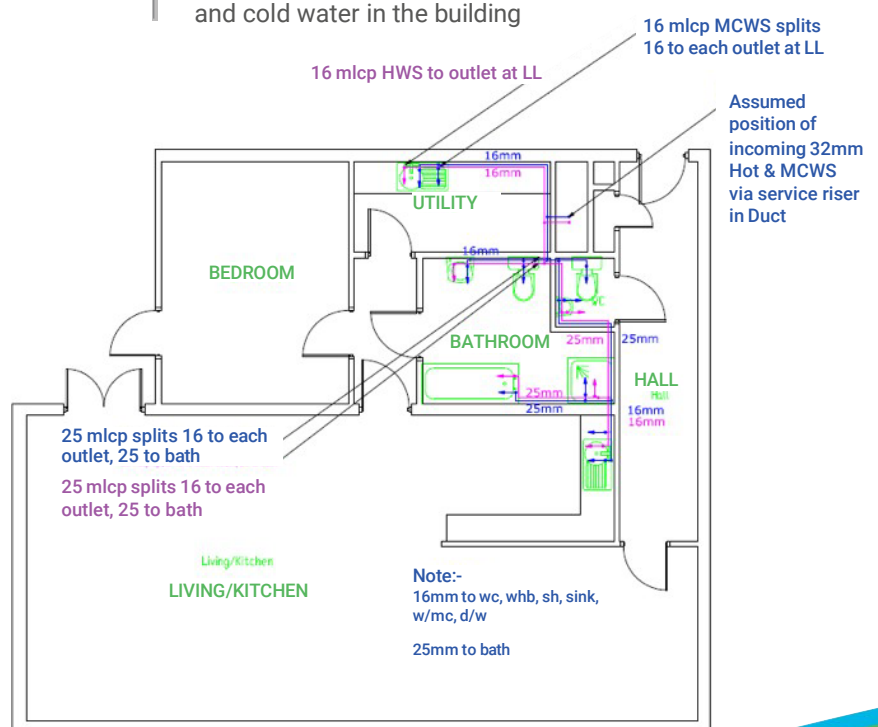 and cold water in the building
16 mlcp MCWS splits
16 to each outlet at LL
16 mlcp HWS to outlet at LL
Assumed
position of
incoming 32mm
Hot & MCWS
via service riser
in Duct
16mm
16mm
UTILITY
16mm
BEDROOM
WC
BATHROOM
25mm
25mm
HALL
Hall
25mm
25mm
16mm
16mm
25 mlcp splits 16 to each
outlet, 25 to bath
25 mlcp splits 16 to each
outlet, 25 to bath
Living/Kitchen
LIVING/KITCHEN
Note:-
16mm to wc, whb, sh, sink,
w/mc, d/w
25mm to bath